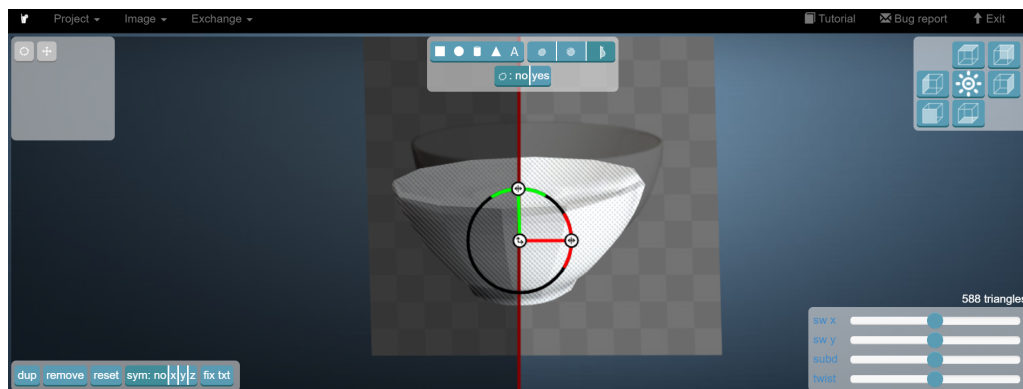 Project Image Exchange Tutorial Bug report Exit
A
: no yes
588 triangles
sw x
sw y
subd
twist
dup remove reset sym: no x y z fix txt